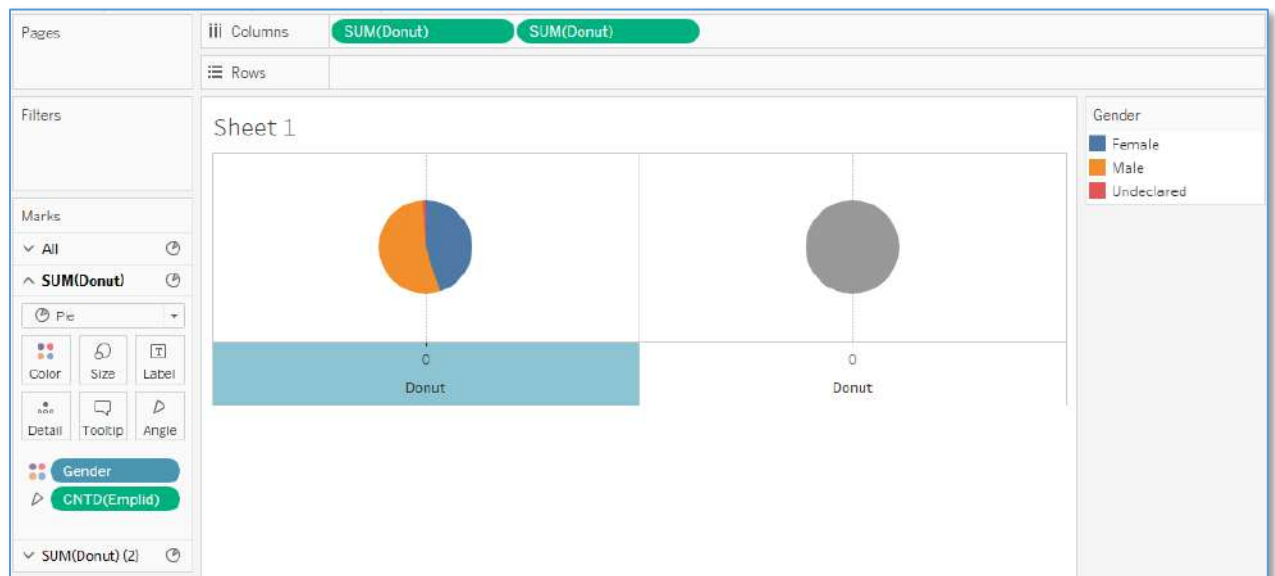 Pages
iii Columns SUM(Donut) SUM(Donut)
Rows
Filters
Sheet 1
Gender
Female
Male
Undeclared
Marks
All
SUM(Donut)
Pie
Color Size Label
Detail Tooltip Angle
Gender
CNTD(Emplid)
SUM(Donut) (2)
0 0
Donut Donut